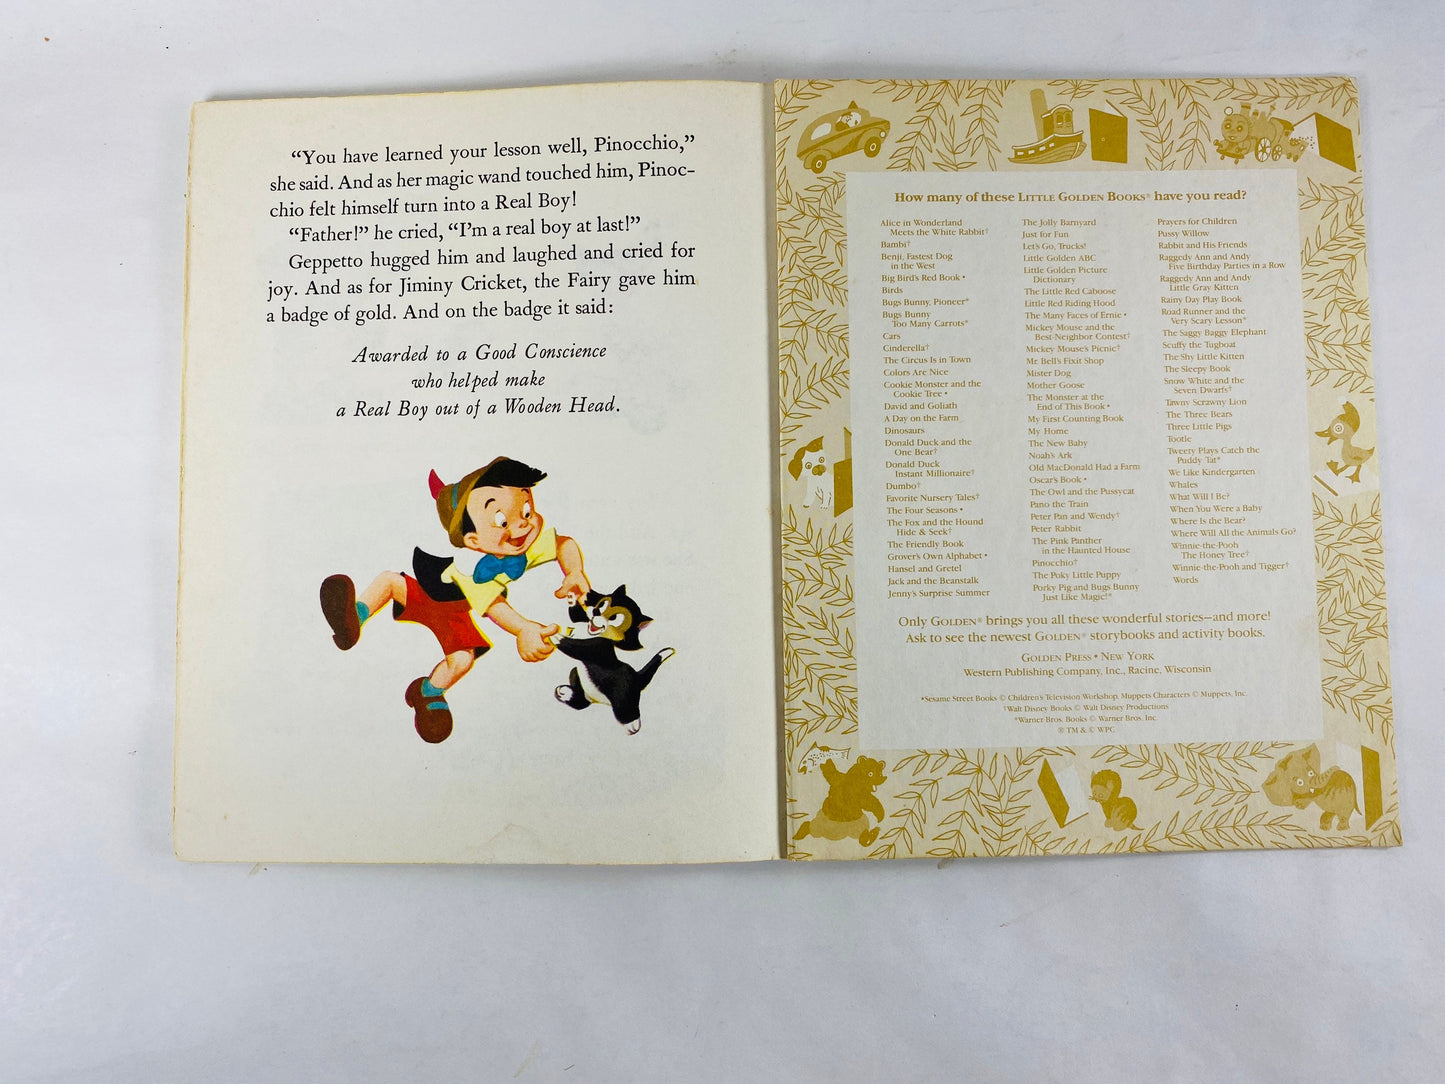 “You have learned your lesson well, Pinocchio,”
she said. And as her magic wand touched him, Pinoc-
chio felt himself turn into a Real Boy!
“Father!” he cried, “I'm a real boy at last!”
Geppetto hugged him and laughed and cried for
joy. And as for Jiminy Cricket, the Fairy gave him
a badge of gold. And on the badge it said:
Awarded to a Good Conscience
who helped make
a Real Boy out of a Wooden Head.
How many of these LITTLE GOLDEN BOOKS® have you read?
Alice in Wonderland
Meets the White Rabbit†
Bambi†
Benji, Fastest Dog
in the West
Big Bird's Red Book •
Birds
Bugs Bunny, Pioneer*
Bugs Bunny
Too Many Carrots*
Cars
Cinderella†
The Circus Is in Town
Colors Are Nice
Cookie Monster and the
Cookie Tree •
David and Goliath
A Day on the Farm
Dinosaurs
Donald Duck and the
One Bear†
Donald Duck
Instant Millionaire†
Dumbo†
Favorite Nursery Tales†
The Four Seasons •
The Fox and the Hound
Hide & Seek†
The Friendly Book
Grover's Own Alphabet •
Hansel and Gretel
Jack and the Beanstalk
Jenny's Surprise Summer
The Jolly Barnyard
Just for Fun
Let's Go, Trucks!
Little Golden ABC
Little Golden Picture
Dictionary
The Little Red Caboose
Little Red Riding Hood
The Many Faces of Ernie •
Mickey Mouse and the
Best-Neighbor Contest†
Mickey Mouse's Picnic†
Mr. Bell's Fixit Shop
Mister Dog
Mother Goose
The Monster at the
End of This Book •
My First Counting Book
My Home
The New Baby
Noah's Ark
Old MacDonald Had a Farm
Oscar's Book •
The Owl and the Pussycat
Pano the Train
Peter Pan and Wendy†
Peter Rabbit
The Pink Panther
in the Haunted House
Pinocchio†
The Poky Little Puppy
Porky Pig and Bugs Bunny
Just Like Magic!*
Prayers for Children
Pussy Willow
Rabbit and His Friends
Raggedy Ann and Andy
Five Birthday Parties in a Row
Raggedy Ann and Andy
Little Gray Kitten
Rainy Day Play Book
Road Runner and the
Very Scary Lesson*
The Saggy Baggy Elephant
Scuffy the Tugboat
The Shy Little Kitten
The Sleepy Book
Snow White and the
Seven Dwarfs†
Tawny Scrawny Lion
The Three Bears
Three Little Pigs
Tootle
Tweety Plays Catch the
Puddy Tat*
We Like Kindergarten
Whales
What Will I Be?
When You Were a Baby
Where Is the Bear?
Where Will All the Animals Go?
Winnie-the-Pooh
The Honey Tree†
Winnie-the-Pooh and Tigger†
Words
Only GOLDEN® brings you all these wonderful stories—and more!
Ask to see the newest GOLDEN® storybooks and activity books.
GOLDEN PRESS • NEW YORK
Western Publishing Company, Inc., Racine, Wisconsin
•Sesame Street Books © Children's Television Workshop. Muppets Characters © Muppets, Inc.
†Walt Disney Books © Walt Disney Productions
*Warner Bros. Books © Warner Bros. Inc.
® TM & © WPC